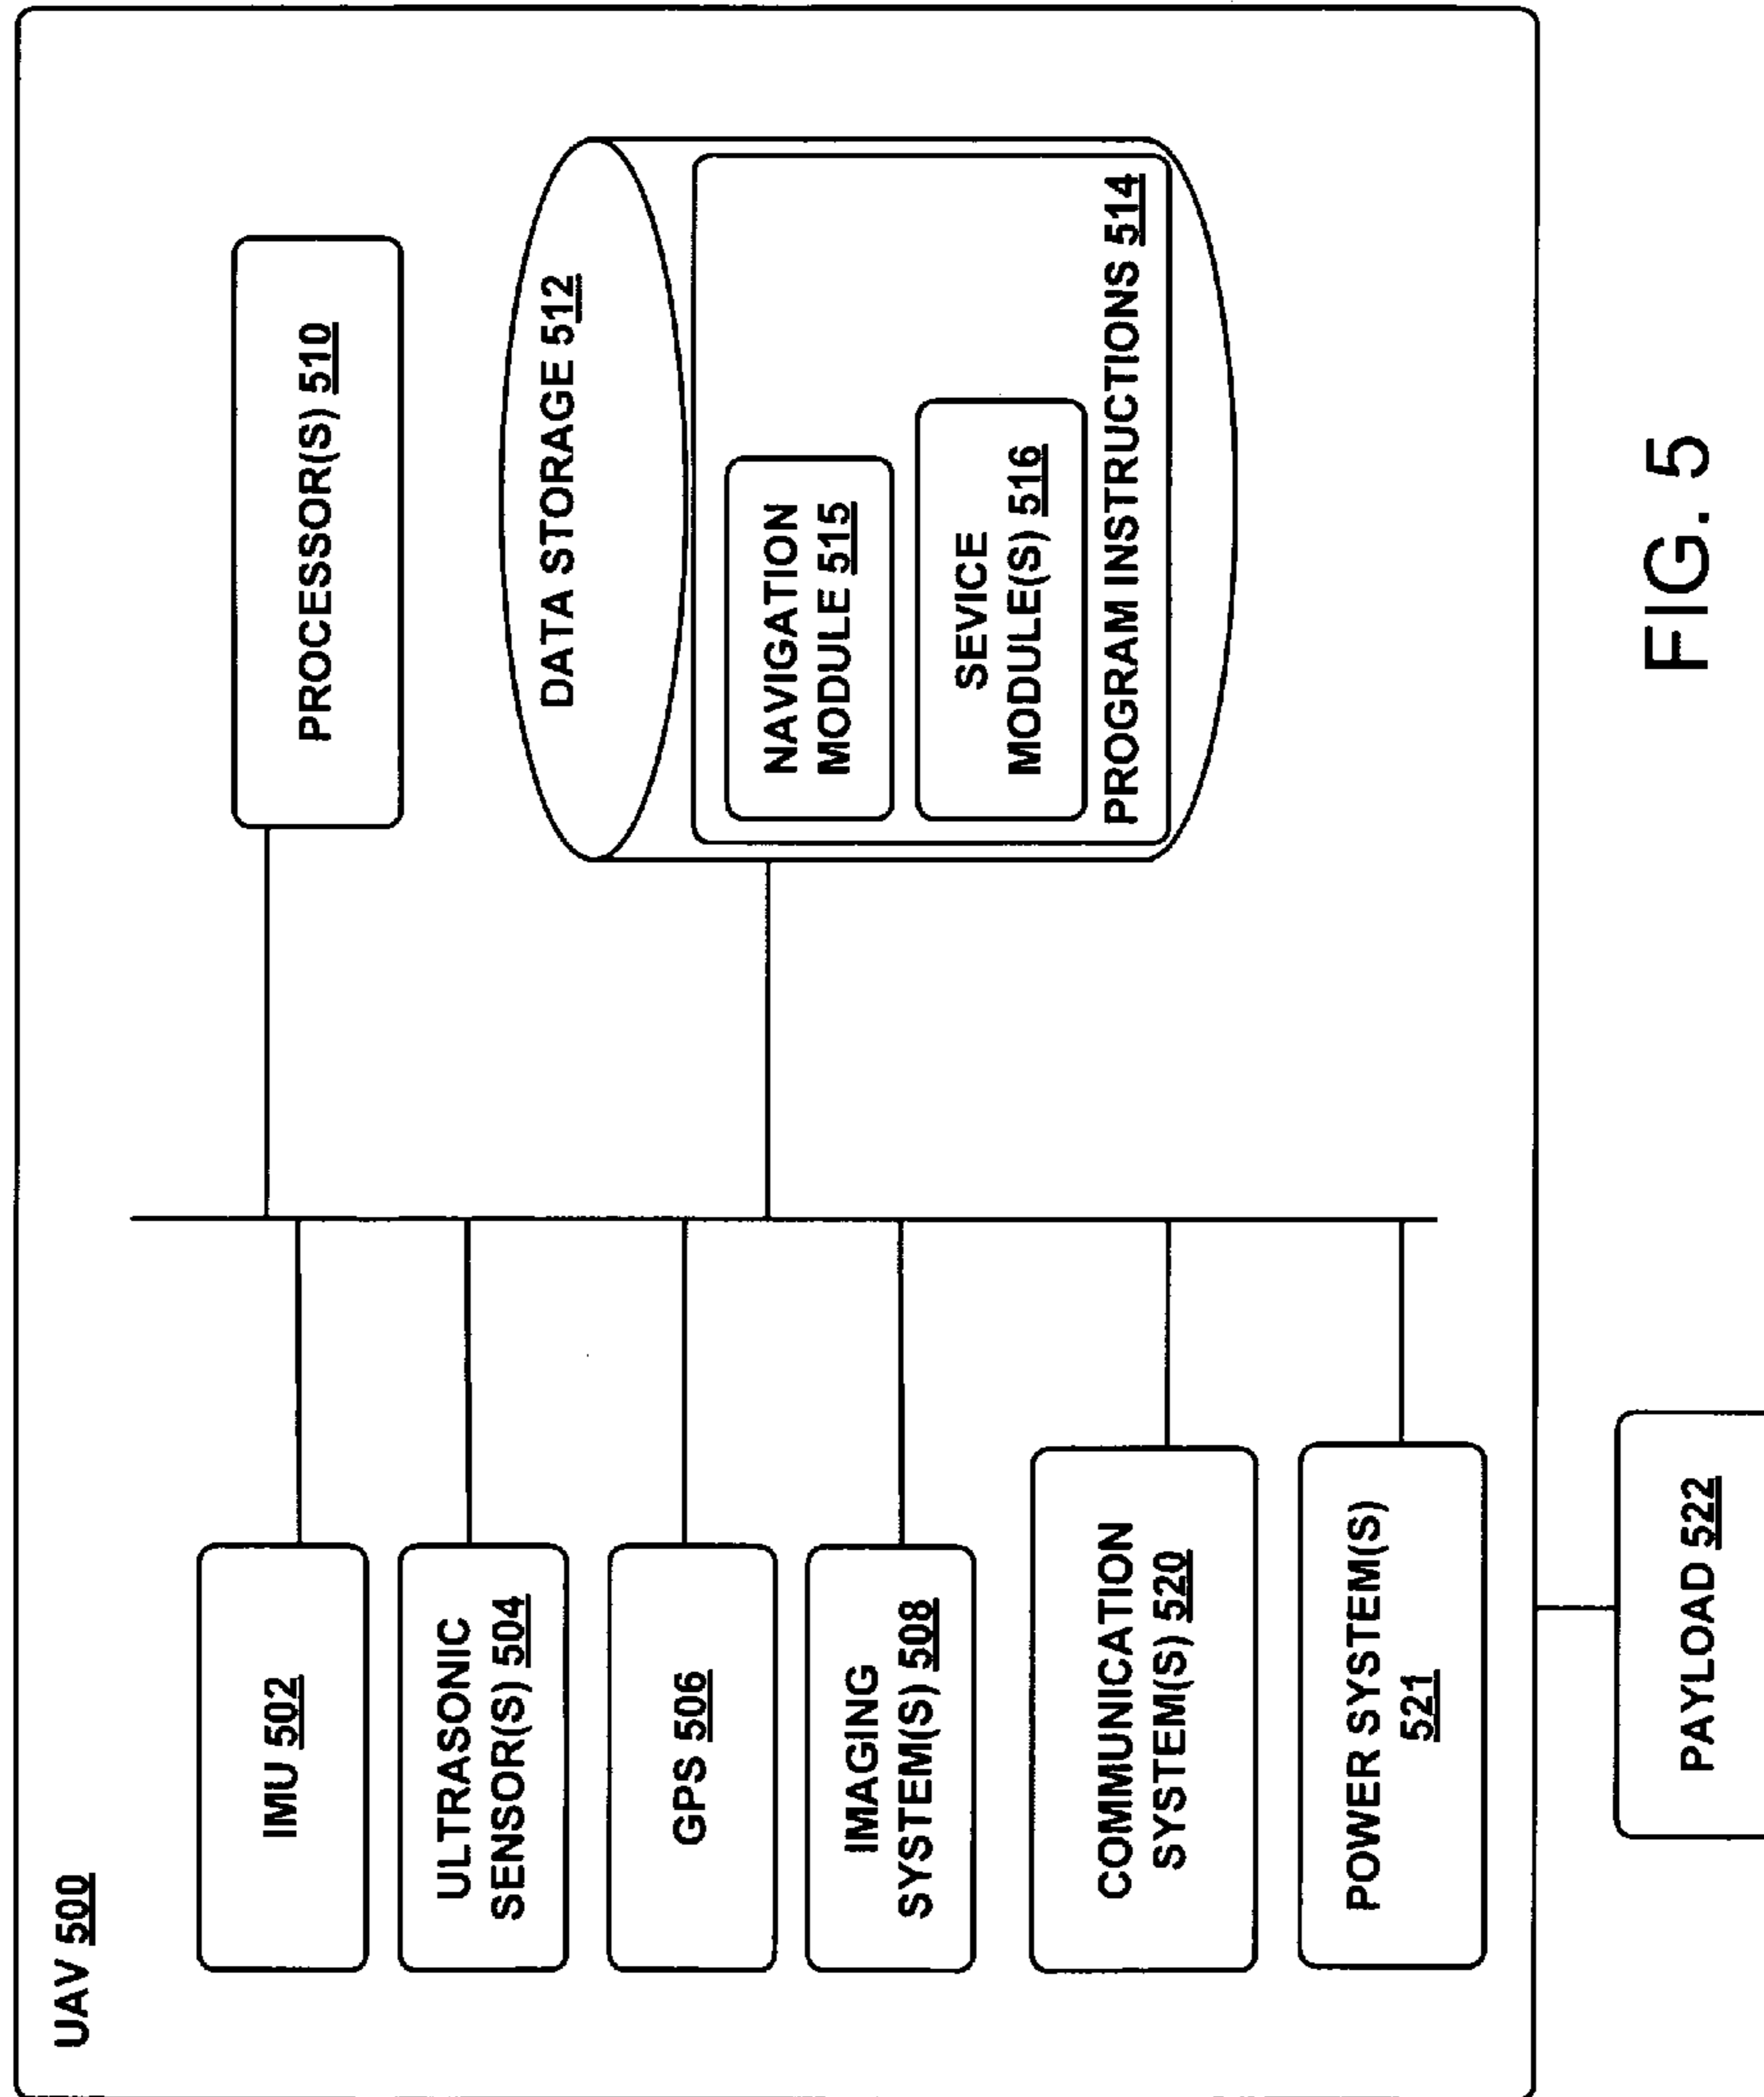 UAV 500
IMU 502
ULTRASONIC
SENSOR(S) 504
GPS 506
IMAGING
SYSTEM(S) 508
COMMUNICATION
SYSTEM(S) 520
POWER SYSTEM(S)
521
PROCESSOR(S) 510
DATA STORAGE 512
NAVIGATION
MODULE 515
SEVICE
MODULE(S) 516
PROGRAM INSTRUCTIONS 514
PAYLOAD 522
FIG. 5